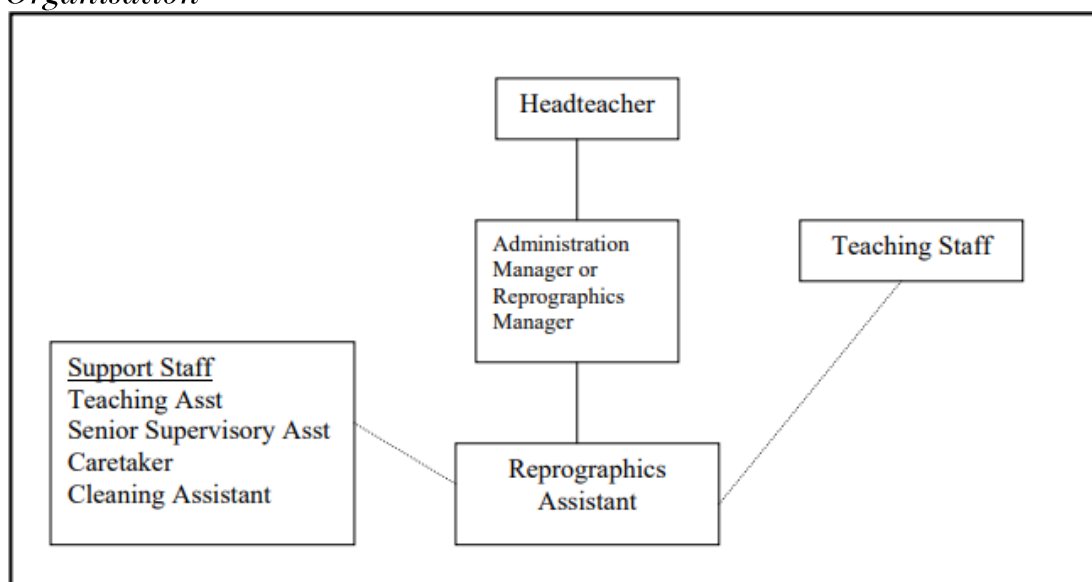 Organisation
Headteacher
Administration
Manager or
Reprographics
Manager
Teaching Staff
Support Staff
Teaching Asst
Senior Supervisory Asst
Caretaker
Cleaning Assistant
Reprographics
Assistant